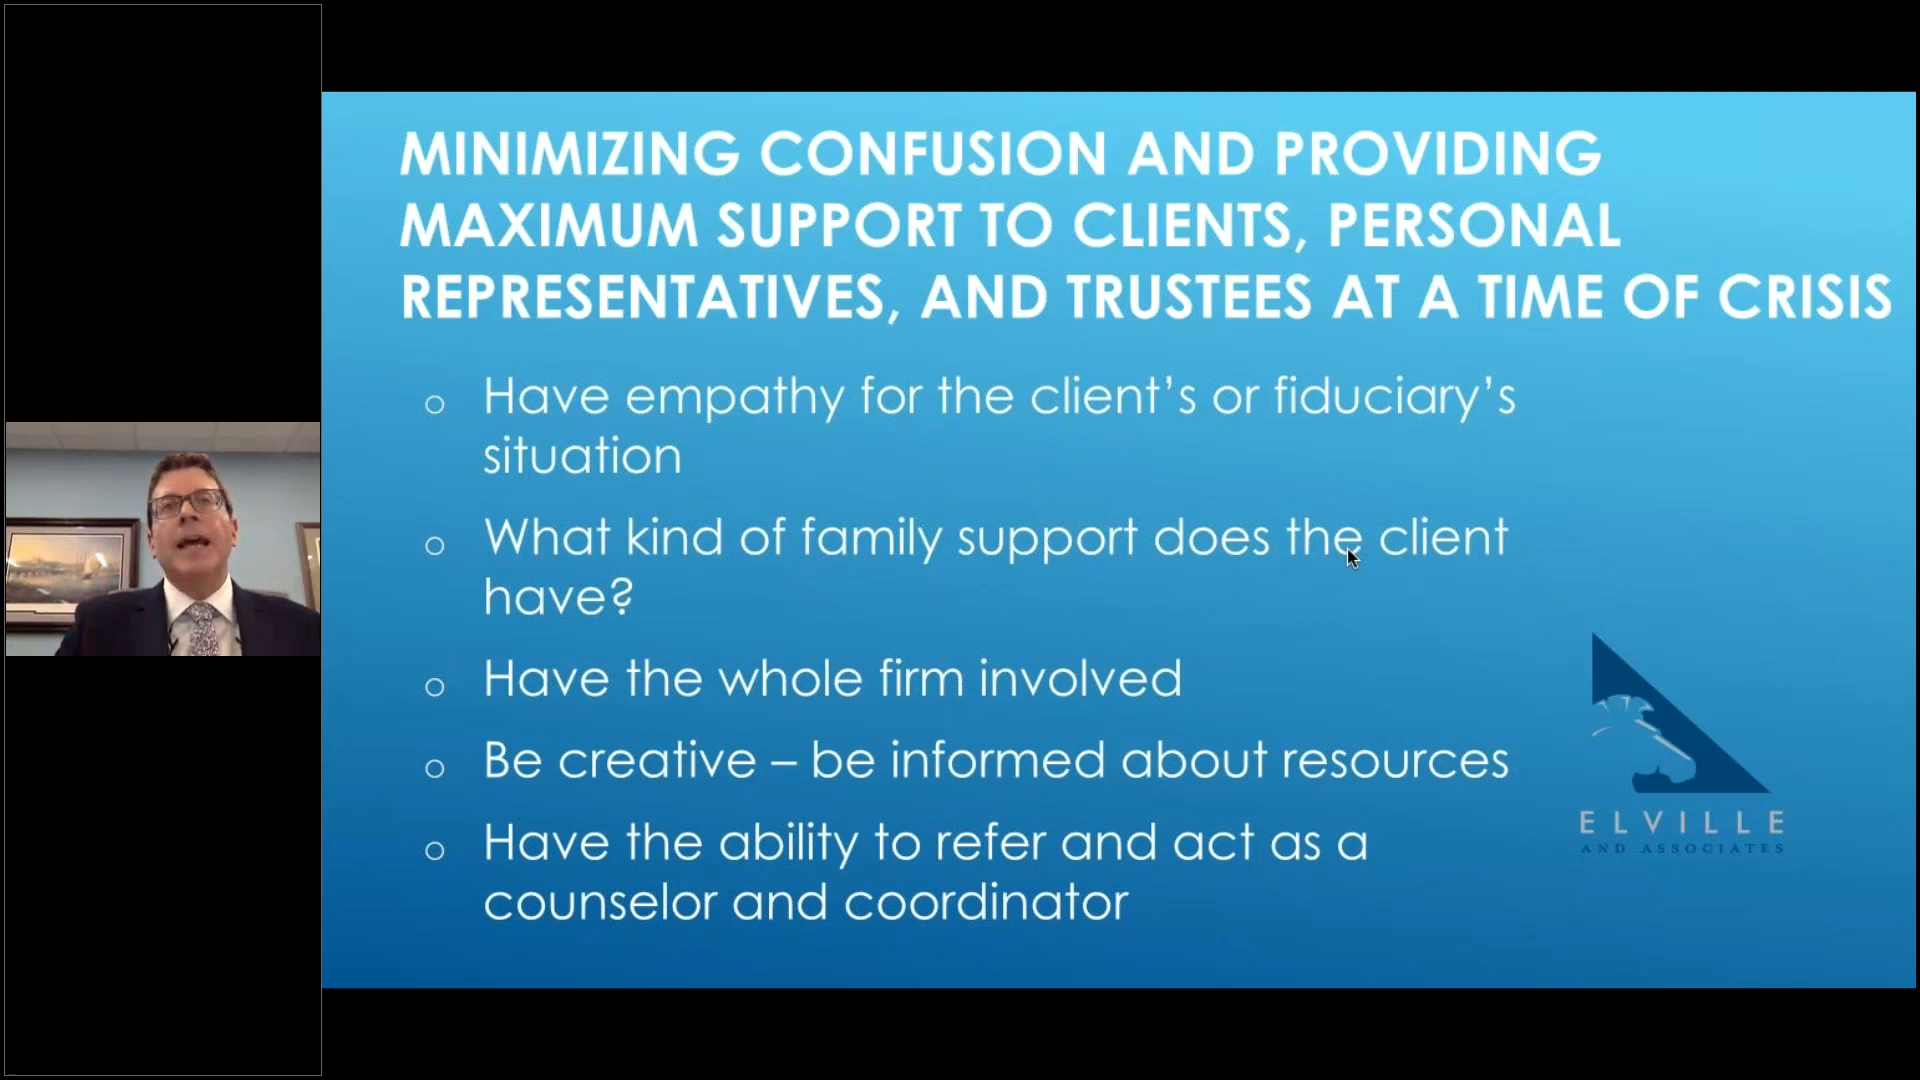 MINIMIZING CONFUSION AND PROVIDING
MAXIMUM SUPPORT TO CLIENTS, PERSONAL
REPRESENTATIVES, AND TRUSTEES AT A TIME OF CRISIS
○ Have empathy for the client’s or fiduciary’s
situation
○ What kind of family support does the client
have?
○ Have the whole firm involved
○ Be creative – be informed about resources
○ Have the ability to refer and act as a
counselor and coordinator
ELVILLE
AND ASSOCIATES